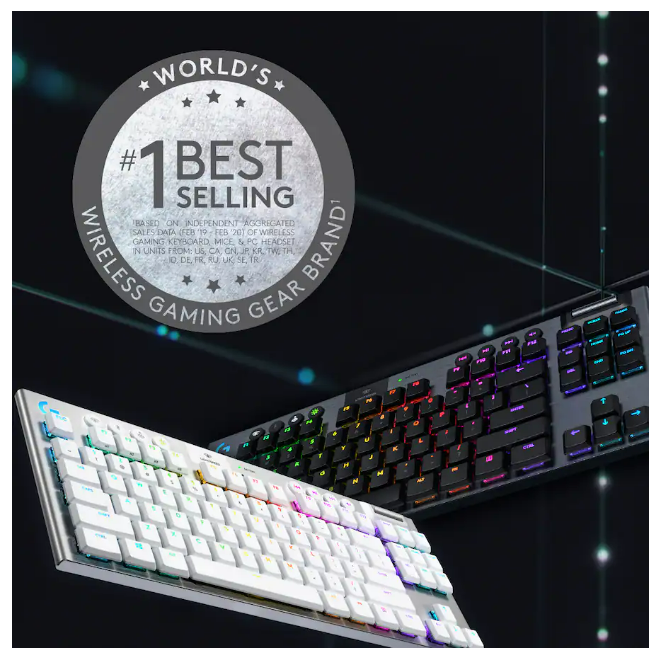 ★ WORLD'S ★
#1 BEST
SELLING
¹BASED ON INDEPENDENT AGGREGATED
SALES DATA (FEB '19 - FEB '20) OF WIRELESS
GAMING KEYBOARD, MICE, & PC HEADSET
IN UNITS FROM: US, CA, CN, JP, KR, TW, TH,
ID, DE, FR, RU, UK, SE, TR.
WIRELESS GAMING GEAR BRAND¹